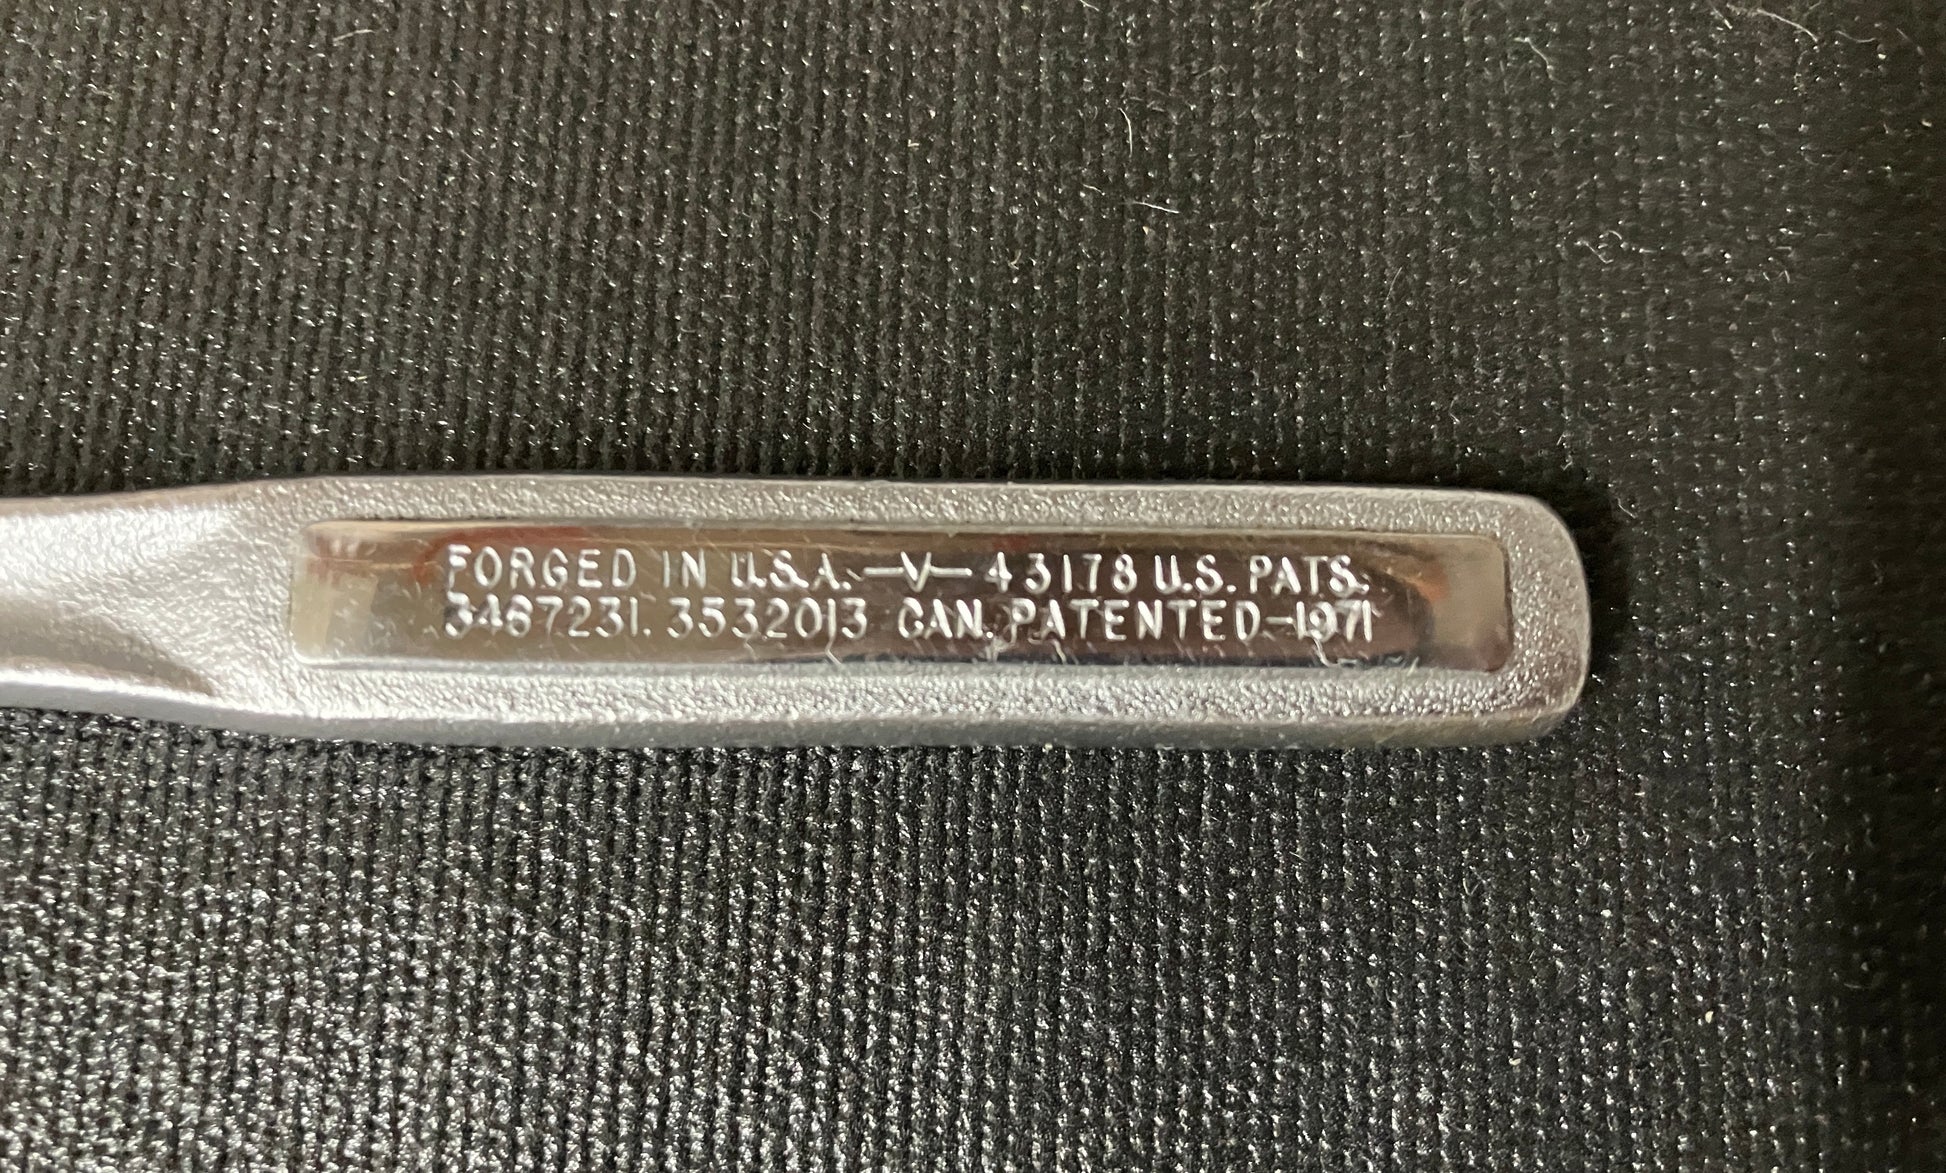 FORGED IN U.S.A. -V- 43178 U.S. PATS.
3467231. 3532013 CAN. PATENTED-1971